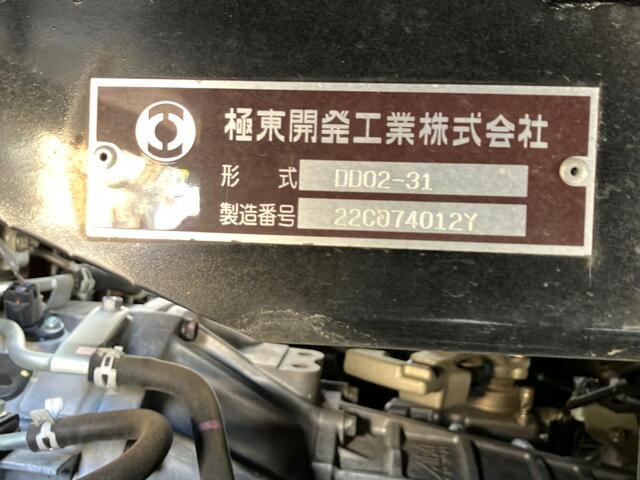 極東開発工業株式会社
形式 DD02-31
製造番号 22C074012Y